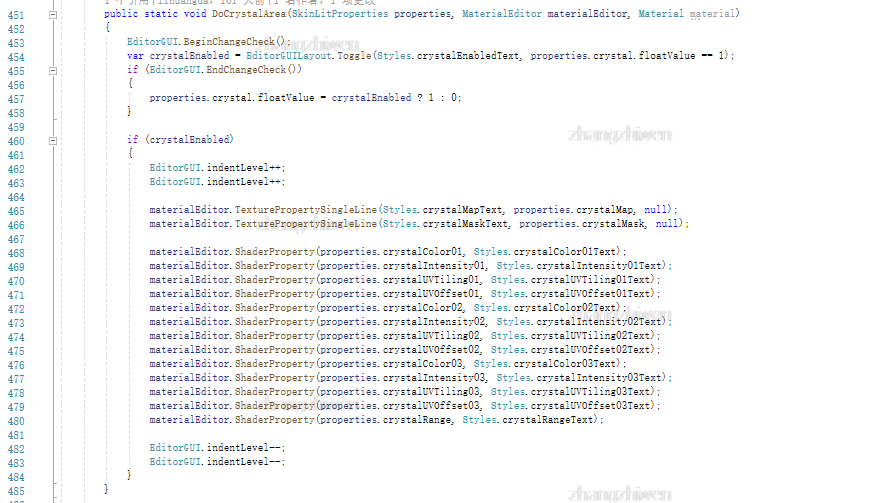 451 public static void DoCrystalArea(SkinLitProperties properties, MaterialEditor materialEditor, Material material)
452 {
453 EditorGUI.BeginChangeCheck();
454 var crystalEnabled = EditorGUILayout.Toggle(Styles.crystalEnabledText, properties.crystal.floatValue == 1);
455 if (EditorGUI.EndChangeCheck())
456 {
457 properties.crystal.floatValue = crystalEnabled ? 1 : 0;
458 }
459
460 if (crystalEnabled)
461 {
462 EditorGUI.indentLevel++;
463 EditorGUI.indentLevel++;
464
465 materialEditor.TexturePropertySingleLine(Styles.crystalMapText, properties.crystalMap, null);
466 materialEditor.TexturePropertySingleLine(Styles.crystalMaskText, properties.crystalMask, null);
467
468 materialEditor.ShaderProperty(properties.crystalColor01, Styles.crystalColor01Text);
469 materialEditor.ShaderProperty(properties.crystalIntensity01, Styles.crystalIntensity01Text);
470 materialEditor.ShaderProperty(properties.crystalUVTiling01, Styles.crystalUVTiling01Text);
471 materialEditor.ShaderProperty(properties.crystalUVOffset01, Styles.crystalUVOffset01Text);
472 materialEditor.ShaderProperty(properties.crystalColor02, Styles.crystalColor02Text);
473 materialEditor.ShaderProperty(properties.crystalIntensity02, Styles.crystalIntensity02Text);
474 materialEditor.ShaderProperty(properties.crystalUVTiling02, Styles.crystalUVTiling02Text);
475 materialEditor.ShaderProperty(properties.crystalUVOffset02, Styles.crystalUVOffset02Text);
476 materialEditor.ShaderProperty(properties.crystalColor03, Styles.crystalColor03Text);
477 materialEditor.ShaderProperty(properties.crystalIntensity03, Styles.crystalIntensity03Text);
478 materialEditor.ShaderProperty(properties.crystalUVTiling03, Styles.crystalUVTiling03Text);
479 materialEditor.ShaderProperty(properties.crystalUVOffset03, Styles.crystalUVOffset03Text);
480 materialEditor.ShaderProperty(properties.crystalRange, Styles.crystalRangeText);
481
482 EditorGUI.indentLevel--;
483 EditorGUI.indentLevel--;
484 }
485 }
zhangzhiwen
zhangzhiwen
zhangzhiwen
zhangzhiwen
zhangzhiwen
zhangzhiwen